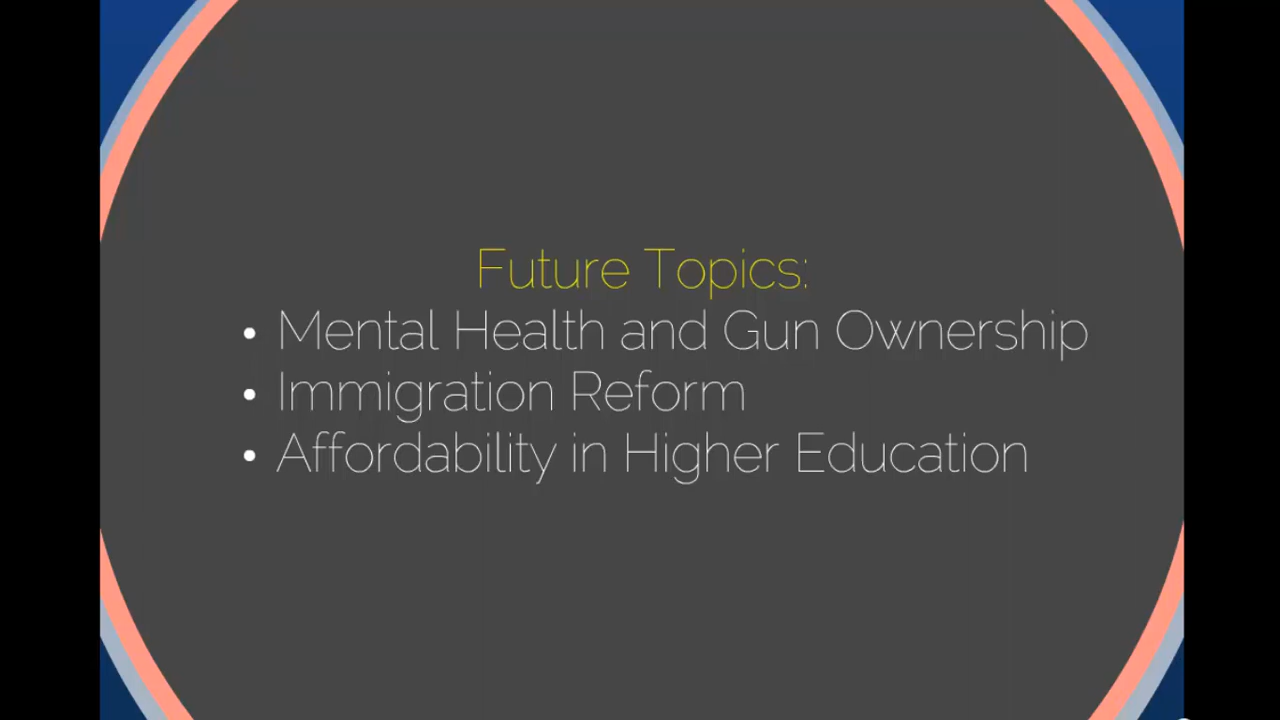 Future Topics:
• Mental Health and Gun Ownership
• Immigration Reform
• Affordability in Higher Education